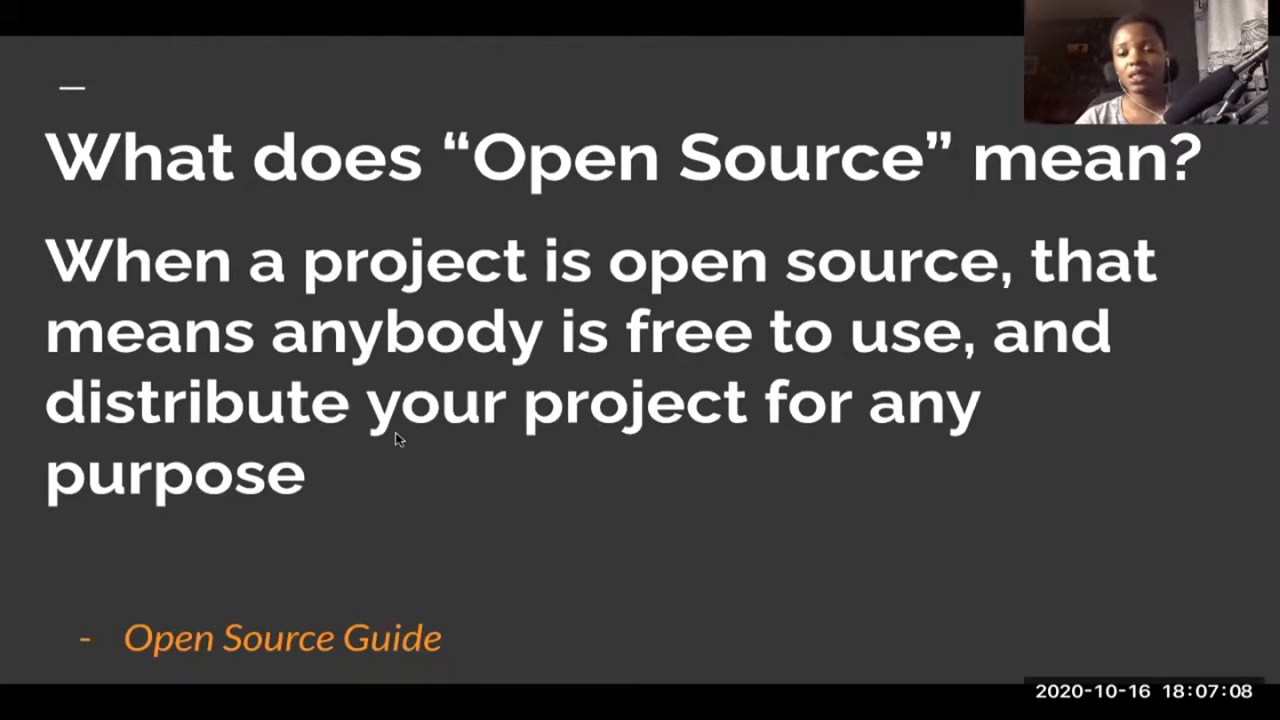 What does “Open Source” mean?
When a project is open source, that
means anybody is free to use, and
distribute your project for any
purpose
- Open Source Guide
2020-10-16 18:07:08